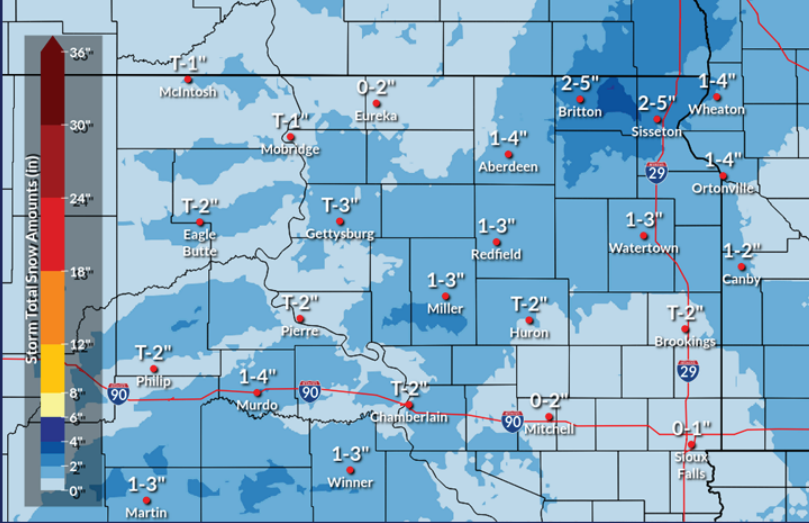 Storm Total Snow Amounts (in)
36"
30"
24"
18"
12"
8"
6"
4"
2"
0"
T-1"
McIntosh
0-2"
Eureka
2-5"
Britton
2-5"
Sisseton
1-4"
Wheaton
T-1"
Mobridge
1-4"
Aberdeen
29
1-4"
Ortonville
T-2"
Eagle
Butte
T-3"
Gettysburg
1-3"
Redfield
1-3"
Watertown
1-2"
Canby
1-3"
Miller
T-2"
Pierre
T-2"
Huron
T-2"
Brookings
T-2"
Philip
29
90
1-4"
Murdo
90
T-2"
Chamberlain
90
0-2"
Mitchell
0-1"
Sioux
Falls
1-3"
Winner
1-3"
Martin